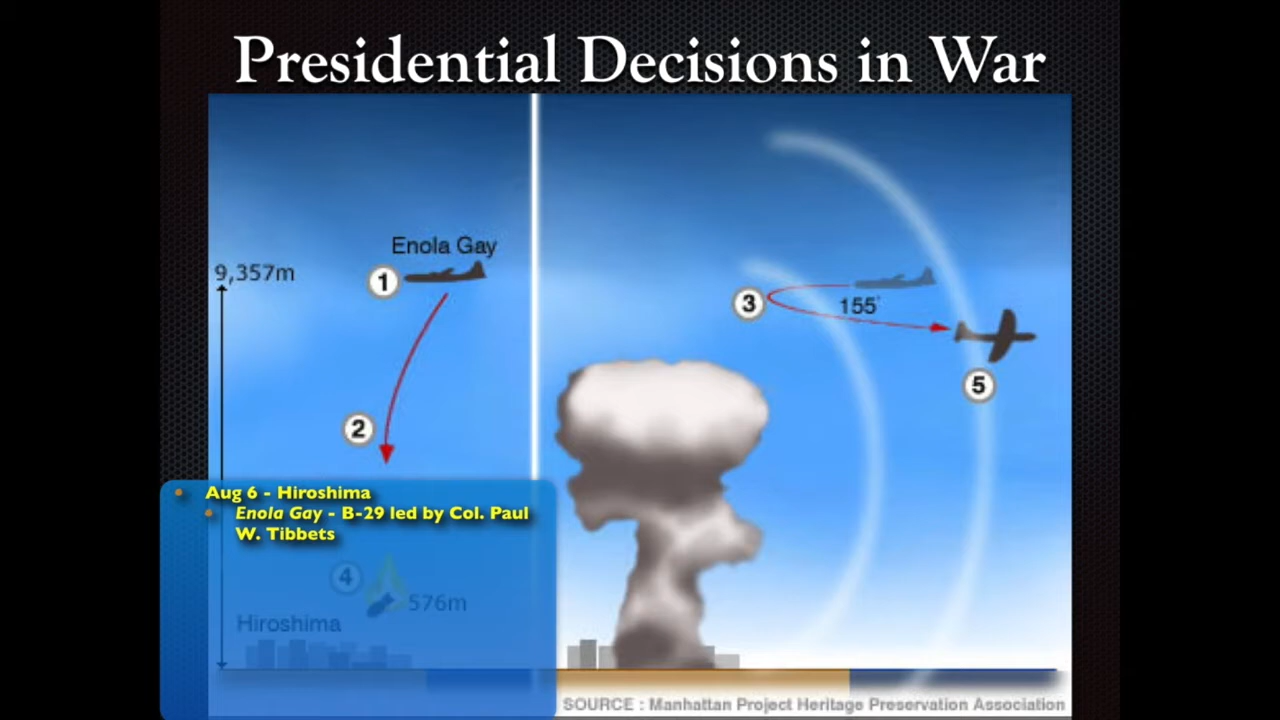 Presidential Decisions in War
Enola Gay
9,357m
1
2
3
155°
5
• Aug 6 - Hiroshima
• Enola Gay - B-29 led by Col. Paul
W. Tibbets
4
576m
Hiroshima
SOURCE : Manhattan Project Heritage Preservation Association